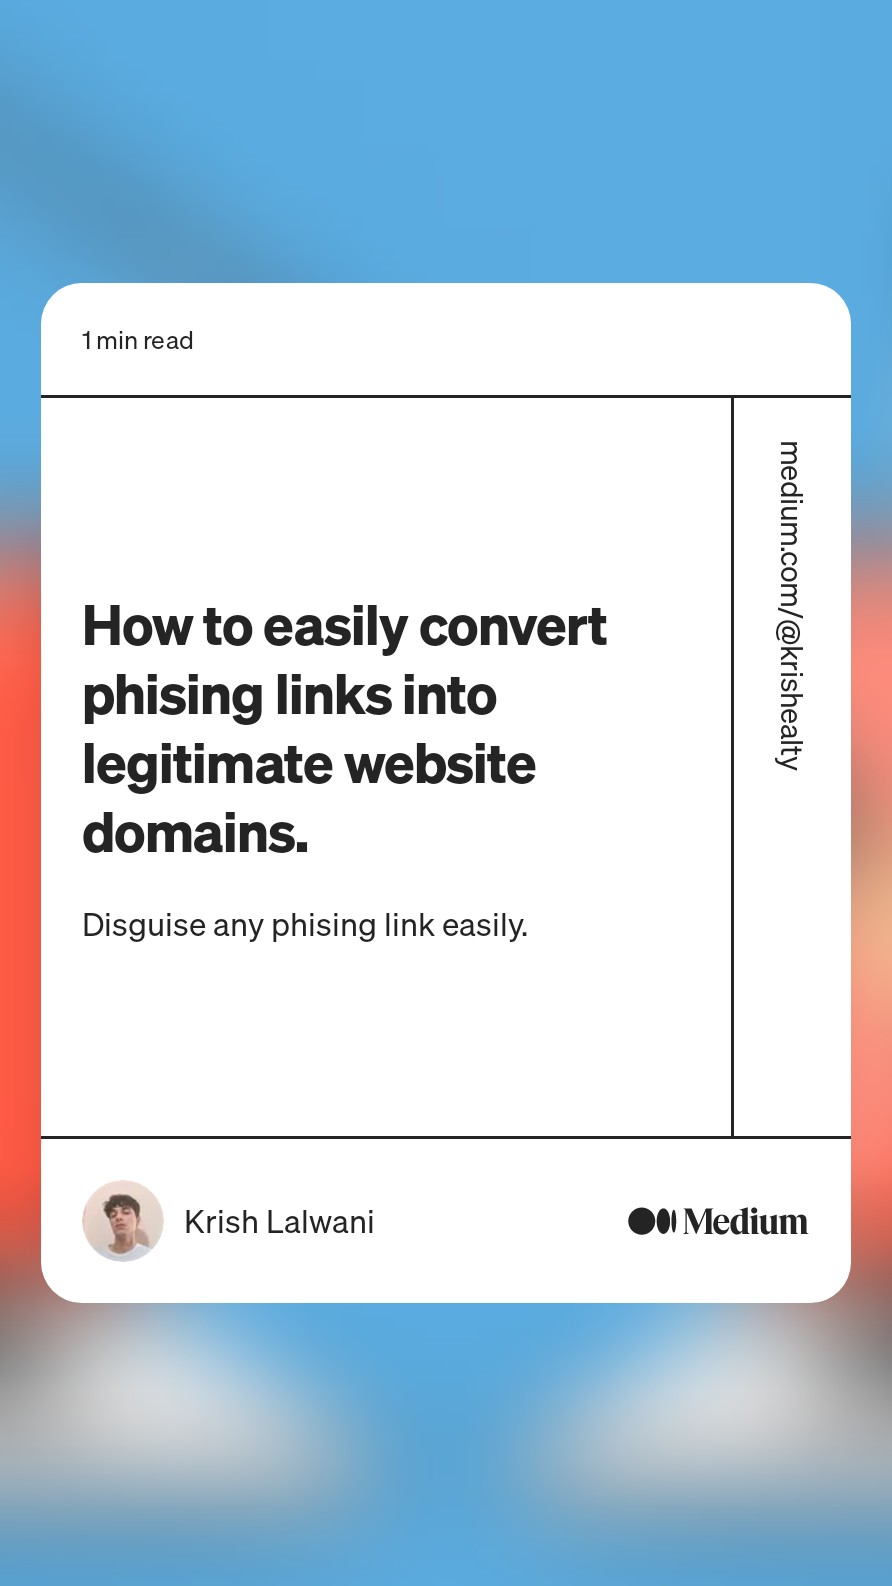 1 min read
medium.com/@krishealty
How to easily convert
phising links into
legitimate website
domains.
Disguise any phising link easily.
Krish Lalwani
Medium